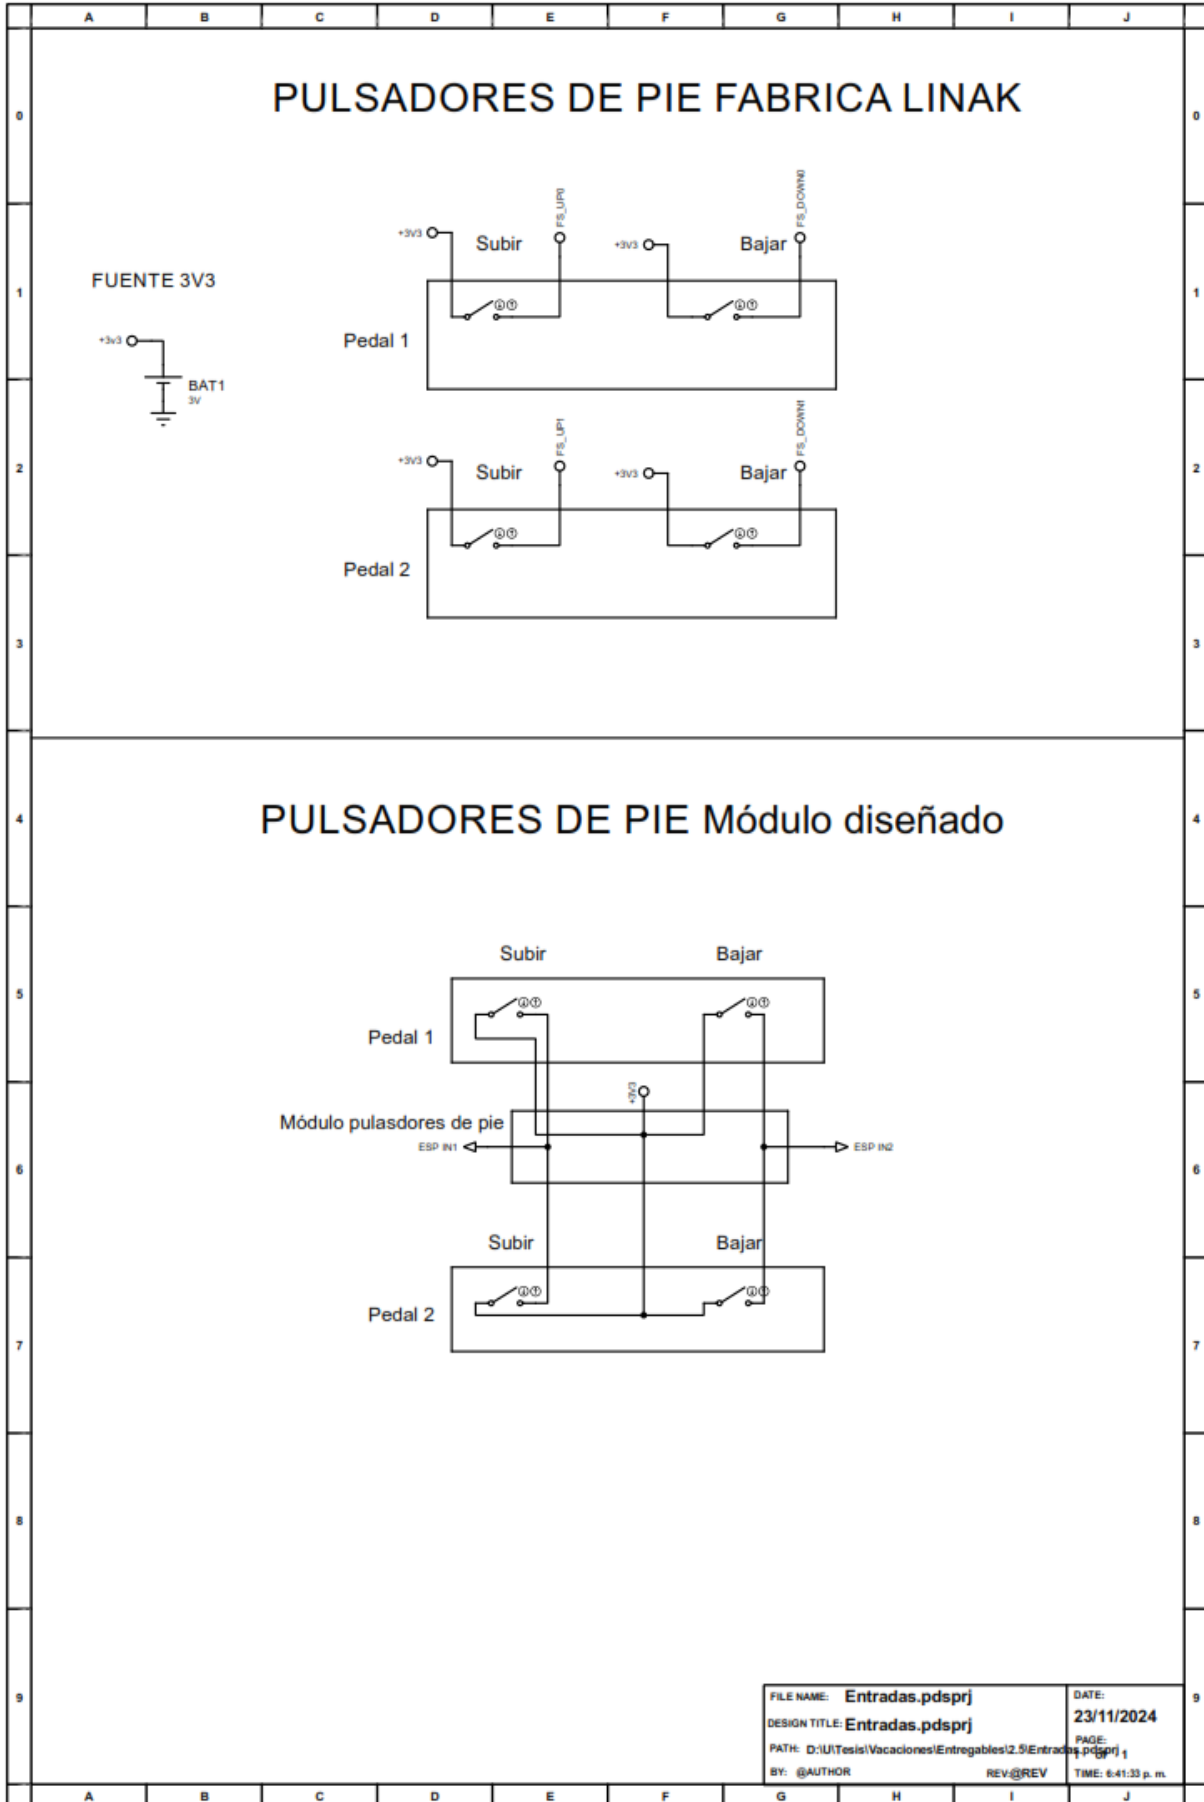 A B C D E F G H I J
PULSADORES DE PIE FABRICA LINAK
0 0
FS_UP0 FS_DOWN0
+3V3 Subir +3V3 Bajar
FUENTE 3V3
1 1
Pedal 1
+3v3
BAT1
3V
FS_UP1 FS_DOWN1
+3V3 Subir +3V3 Bajar
2 2
Pedal 2
3 3
PULSADORES DE PIE Módulo diseñado
4 4
Subir Bajar
5 5
Pedal 1
+3V3
Módulo pulasdores de pie
ESP IN1 ESP IN2
6 6
Subir Bajar
Pedal 2
7 7
8 8
9 9
FILE NAME: Entradas.pdsprj
DESIGN TITLE: Entradas.pdsprj
PATH: D:\U\Tesis\Vacaciones\Entregables\2.5\Entradas.pdsprj
BY: @AUTHOR REV:@REV
DATE:
23/11/2024
PAGE:
1 of 1
TIME: 6:41:33 p. m.
A B C D E F G H I J